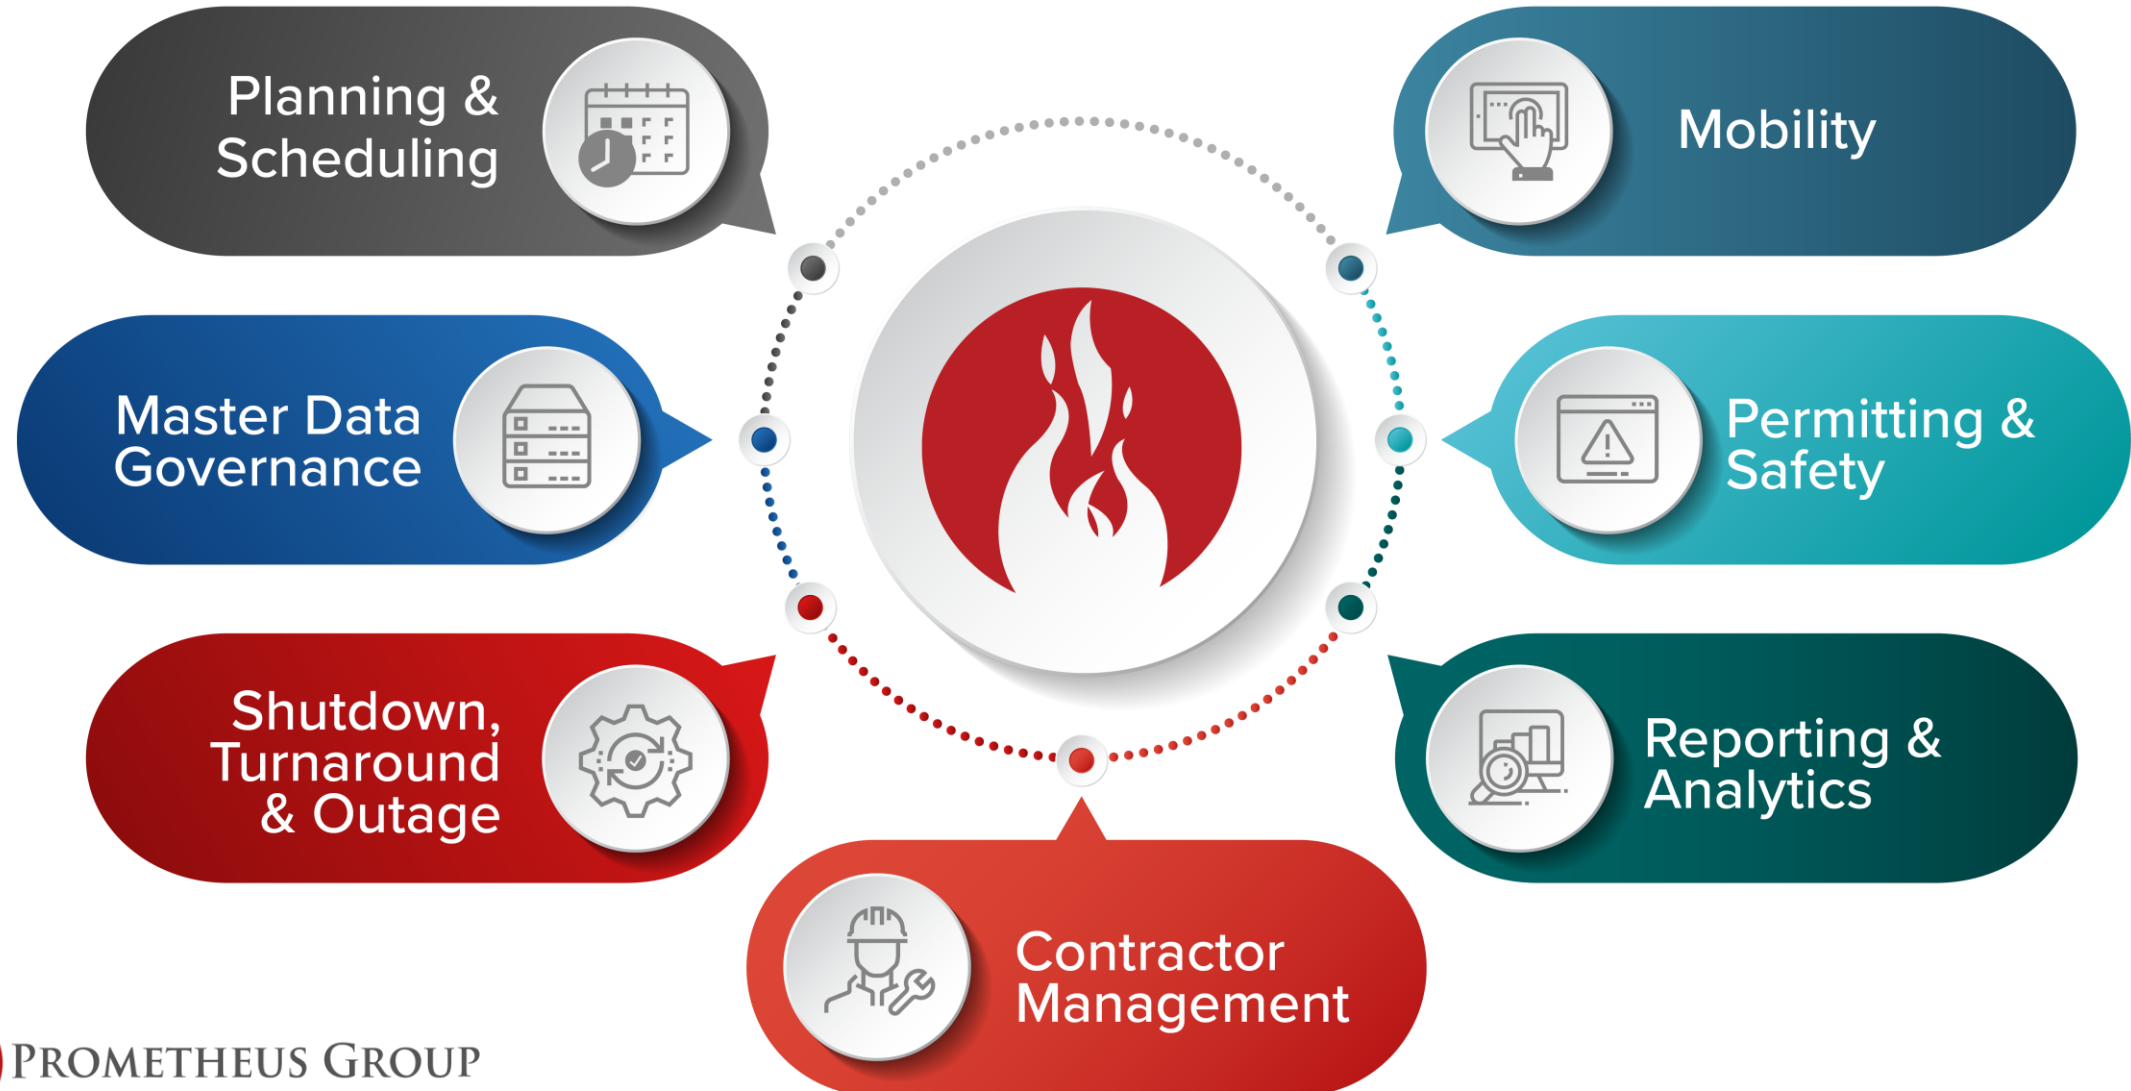 Planning &
Scheduling
Mobility
Master Data
Governance
Permitting &
Safety
Shutdown,
Turnaround
& Outage
Reporting &
Analytics
Contractor
Management
PROMETHEUS GROUP